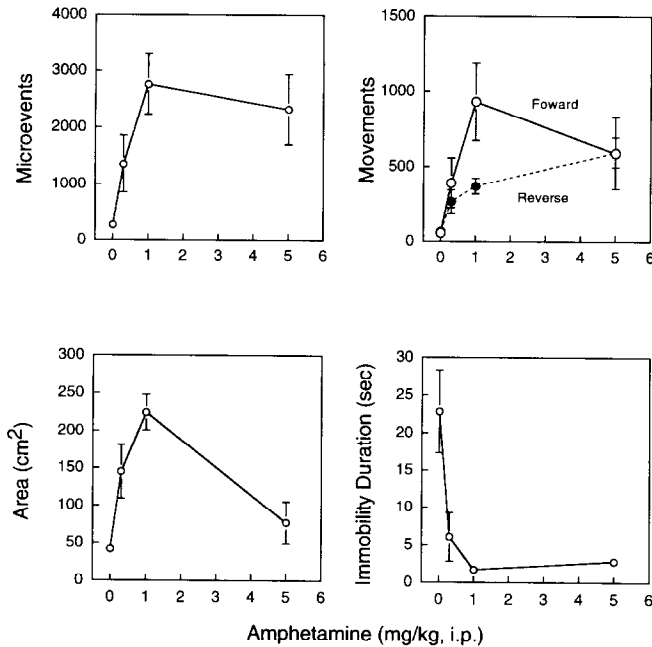 Microevents
4000
3000
2000
1000
0
0 1 2 3 4 5 6
Movements
1500
1000
500
0
Foward
Reverse
0 1 2 3 4 5 6
Area (cm2)
300
250
200
150
100
50
0
0 1 2 3 4 5 6
Immobility Duration (sec)
30
25
20
15
10
5
0
0 1 2 3 4 5 6
Amphetamine (mg/kg, i.p.)